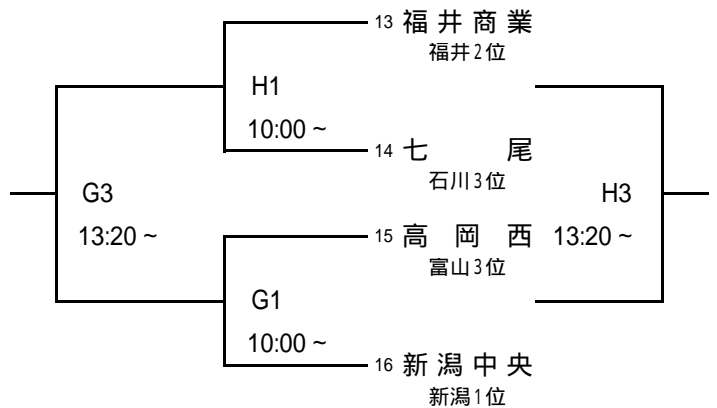 13 福井商業
福井2位
H1
10:00 ~
14 七尾
石川3位
G3
13:20 ~
H3
13:20 ~
15 高岡西
富山3位
G1
10:00 ~
16 新潟中央
新潟1位